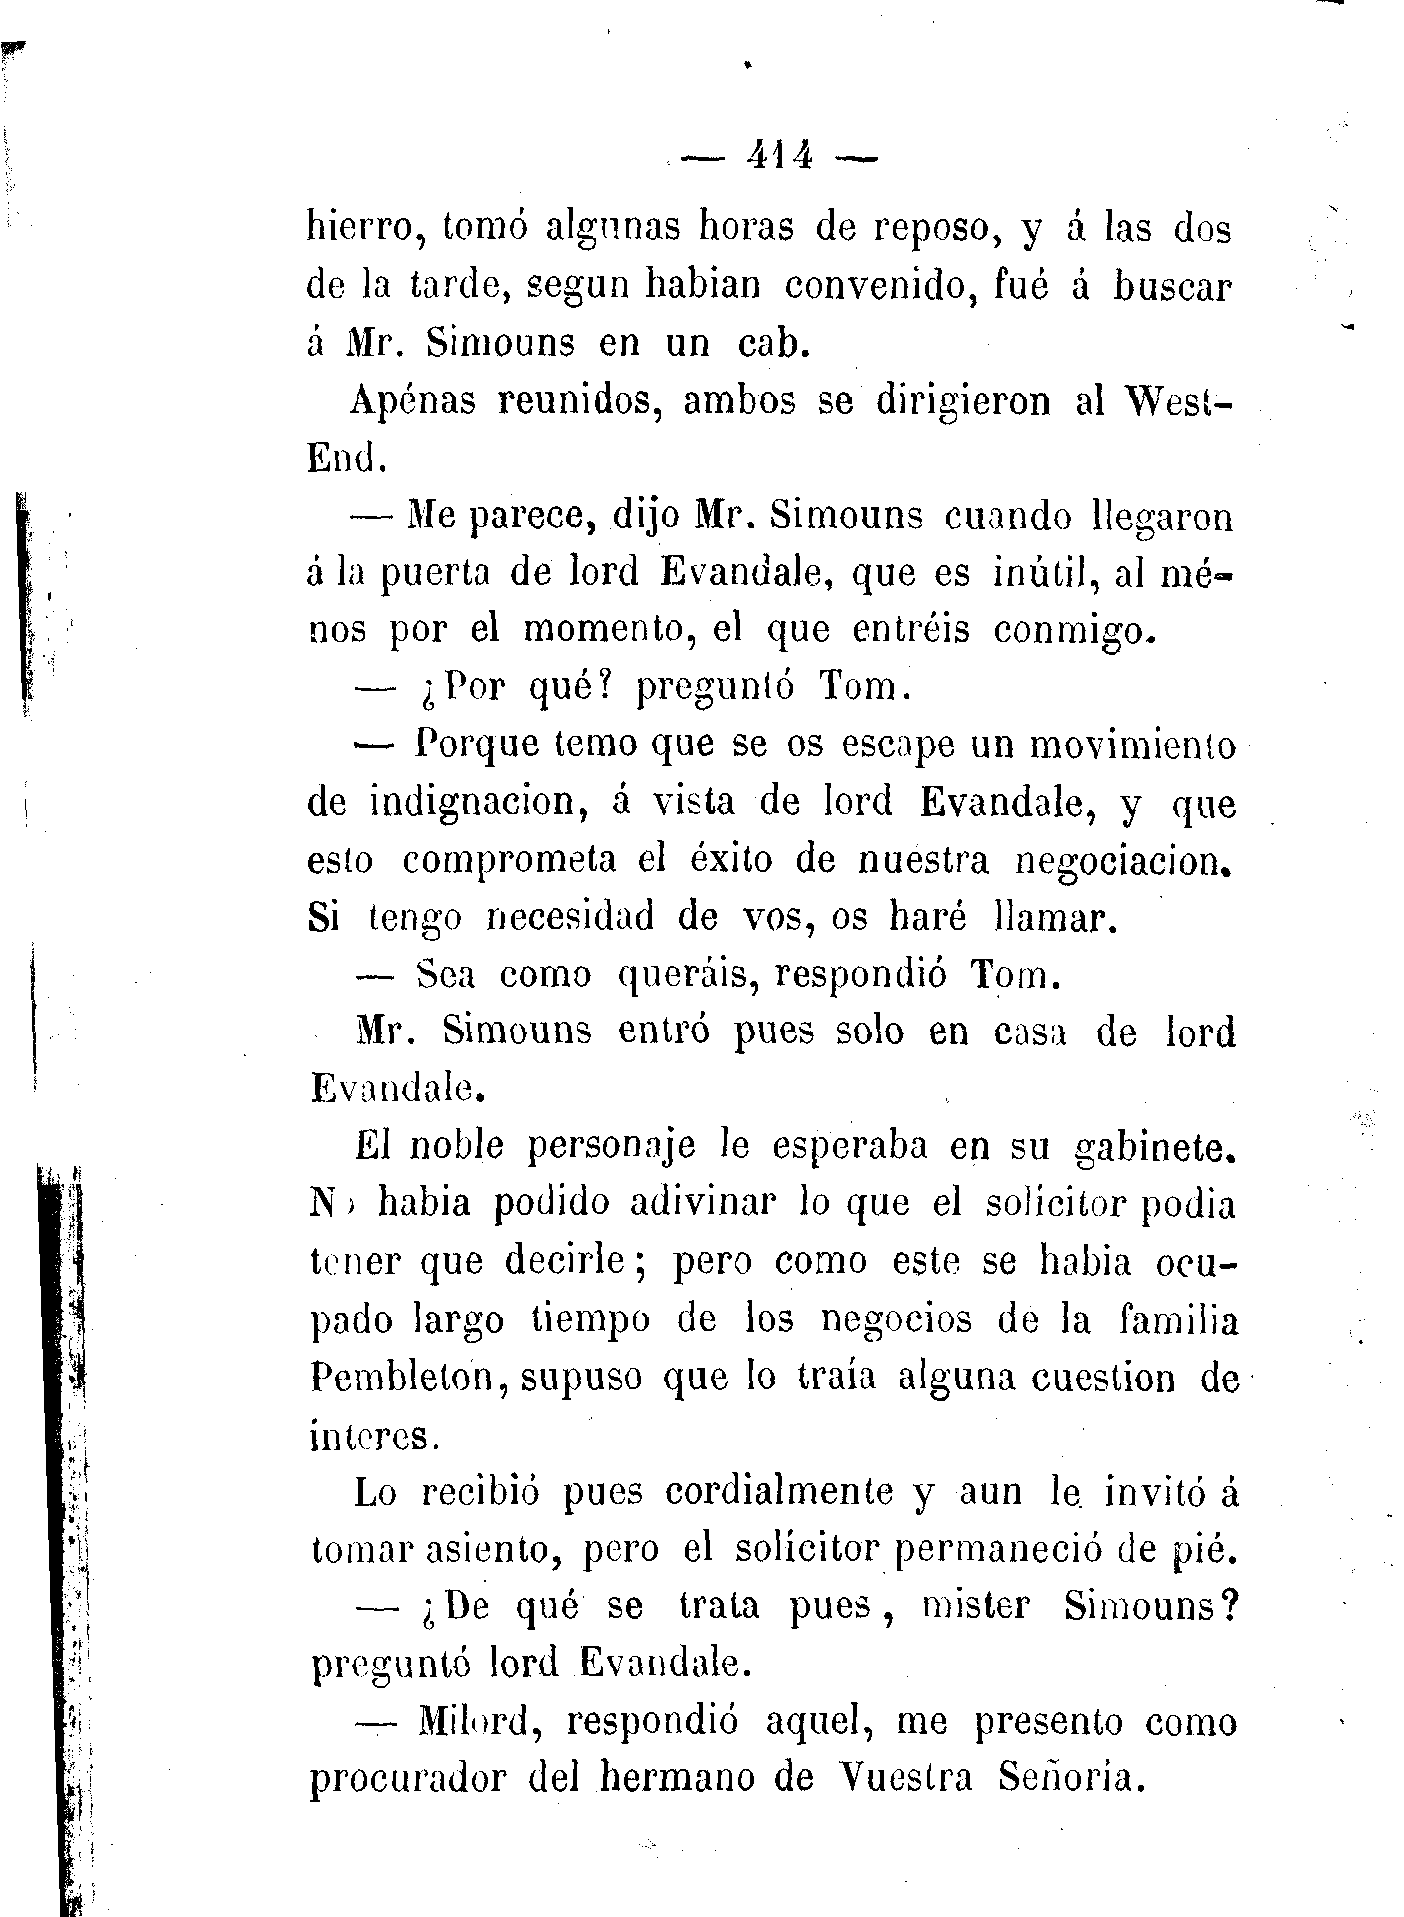 — 414 —
hierro, tomó algunas horas de reposo, y á las dos
de la tarde, segun habian convenido, fué á buscar
á Mr. Simouns en un cab.
Apénas reunidos, ambos se dirigieron al West-
End.
— Me parece, dijo Mr. Simouns cuando llegaron
á la puerta de lord Evandale, que es inútil, al mé-
nos por el momento, el que entréis conmigo.
— ¿Por qué? preguntó Tom.
— Porque temo que se os escape un movimiento
de indignacion, á vista de lord Evandale, y que
esto comprometa el éxito de nuestra negociacion.
Si tengo necesidad de vos, os haré llamar.
— Sea como queráis, respondió Tom.
Mr. Simouns entró pues solo en casa de lord
Evandale.
El noble personaje le esperaba en su gabinete.
No habia podido adivinar lo que el solícitor podia
tener que decirle; pero como este se habia ocu-
pado largo tiempo de los negocios de la familia
Pembleton, supuso que lo traía alguna cuestion de
interes.
Lo recibió pues cordialmente y aun le invitó á
tomar asiento, pero el solícitor permaneció de pié.
— ¿De qué se trata pues, mister Simouns?
preguntó lord Evandale.
— Milord, respondió aquel, me presento como
procurador del hermano de Vuestra Señoria.